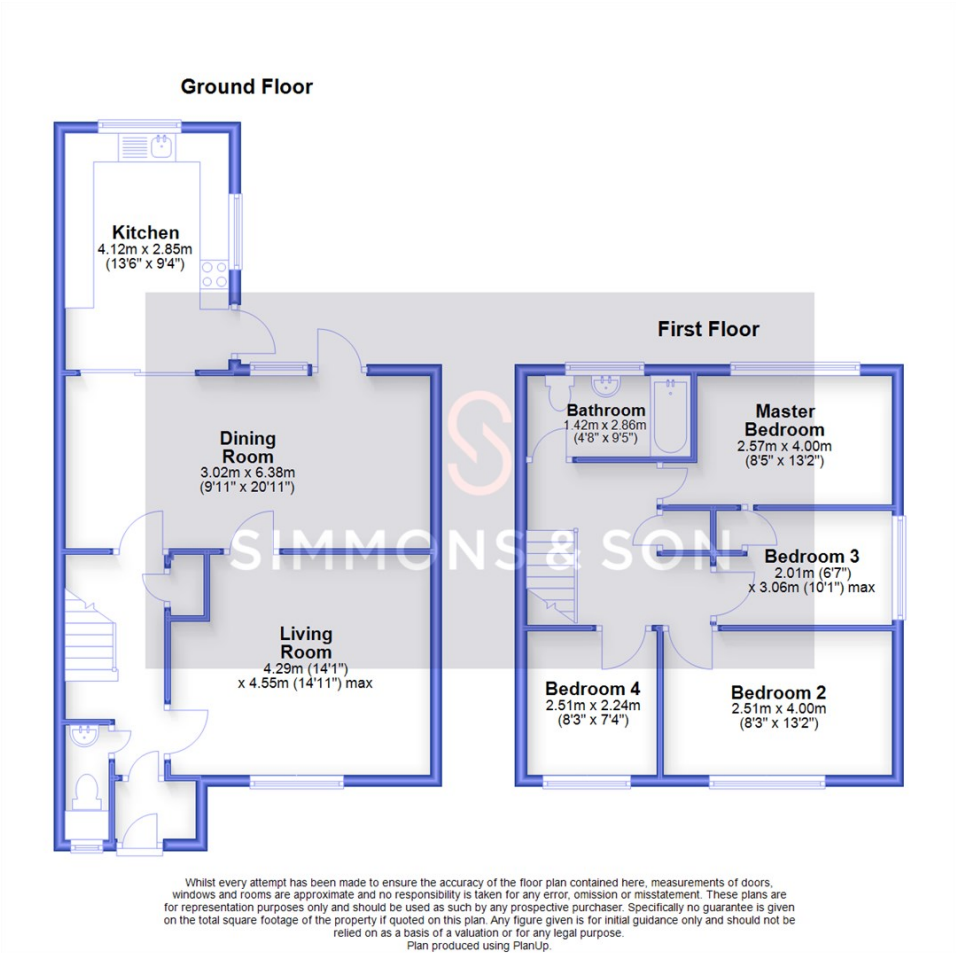 Ground Floor
Kitchen
4.12m x 2.85m
(13'6" x 9'4")
First Floor
Dining
Room
3.02m x 6.38m
(9'11" x 20'11")
Bathroom
1.42m x 2.86m
(4'8" x 9'5")
Master
Bedroom
2.57m x 4.00m
(8'5" x 13'2")
SIMMONS & SON
Bedroom 3
2.01m (6'7")
x 3.06m (10'1") max
Living
Room
4.29m (14'1")
x 4.55m (14'11") max
Bedroom 4
2.51m x 2.24m
(8'3" x 7'4")
Bedroom 2
2.51m x 4.00m
(8'3" x 13'2")
Whilst every attempt has been made to ensure the accuracy of the floor plan contained here, measurements of doors,
windows and rooms are approximate and no responsibility is taken for any error, omission or misstatement. These plans are
for representation purposes only and should be used as such by any prospective purchaser. Specifically no guarantee is given
on the total square footage of the property if quoted on this plan. Any figure given is for initial guidance only and should not be
relied on as a basis of a valuation or for any legal purpose.
Plan produced using PlanUp.